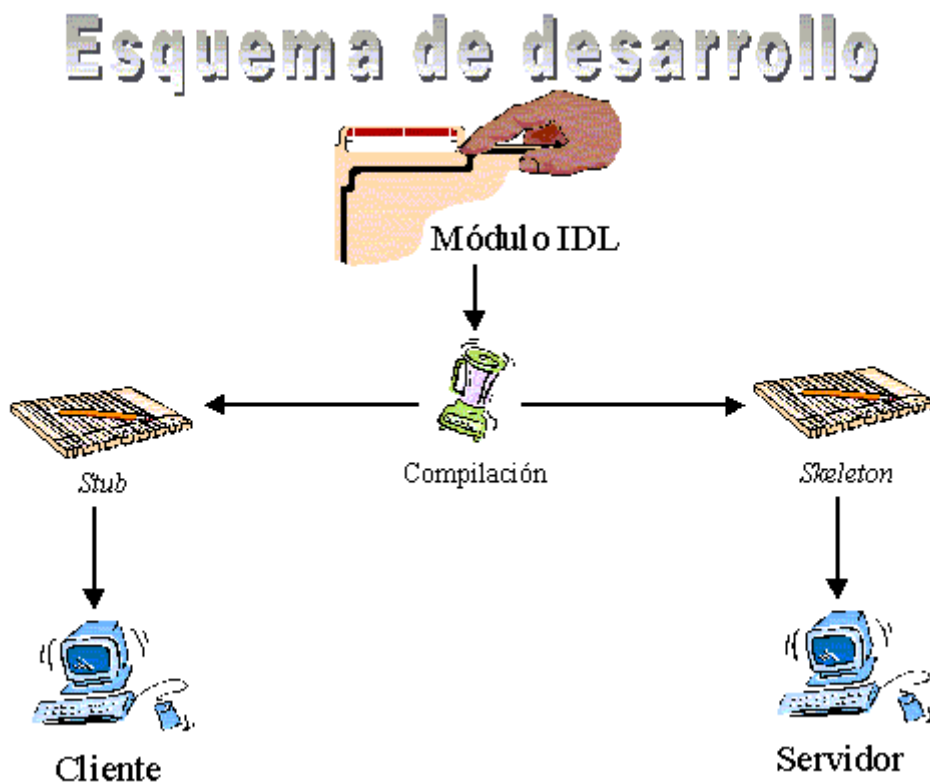 Esquema de desarrollo
Módulo IDL
Compilación
Stub
Skeleton
Cliente
Servidor